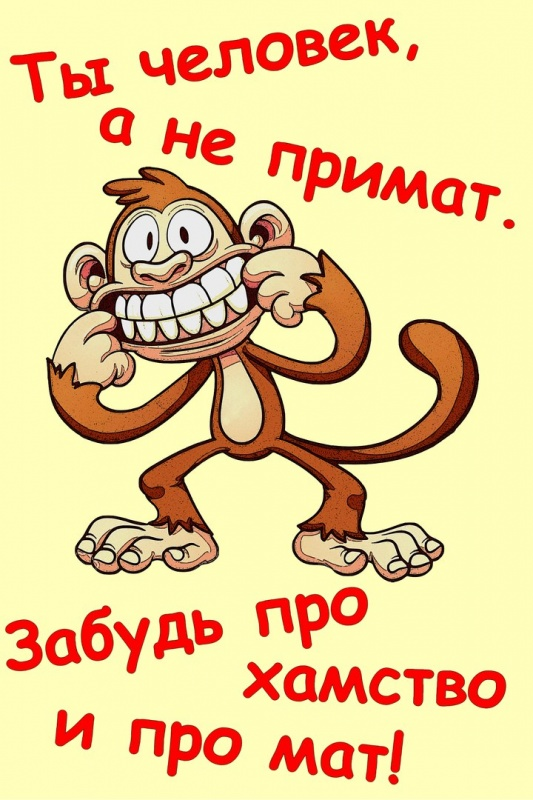 Ты человек,
а не примат.
Забудь про
хамство
и про мат!